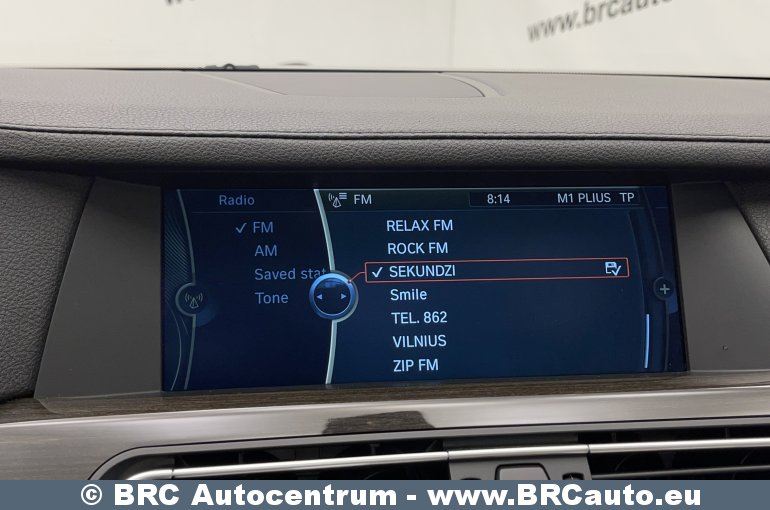 www.brcauto
Radio
FM 8:14 M1 PLIUS TP
FM
AM
Saved stat
Tone
RELAX FM
ROCK FM
SEKUNDZI
Smile
TEL. 862
VILNIUS
ZIP FM
© BRC Autocentrum - www.BRCauto.eu